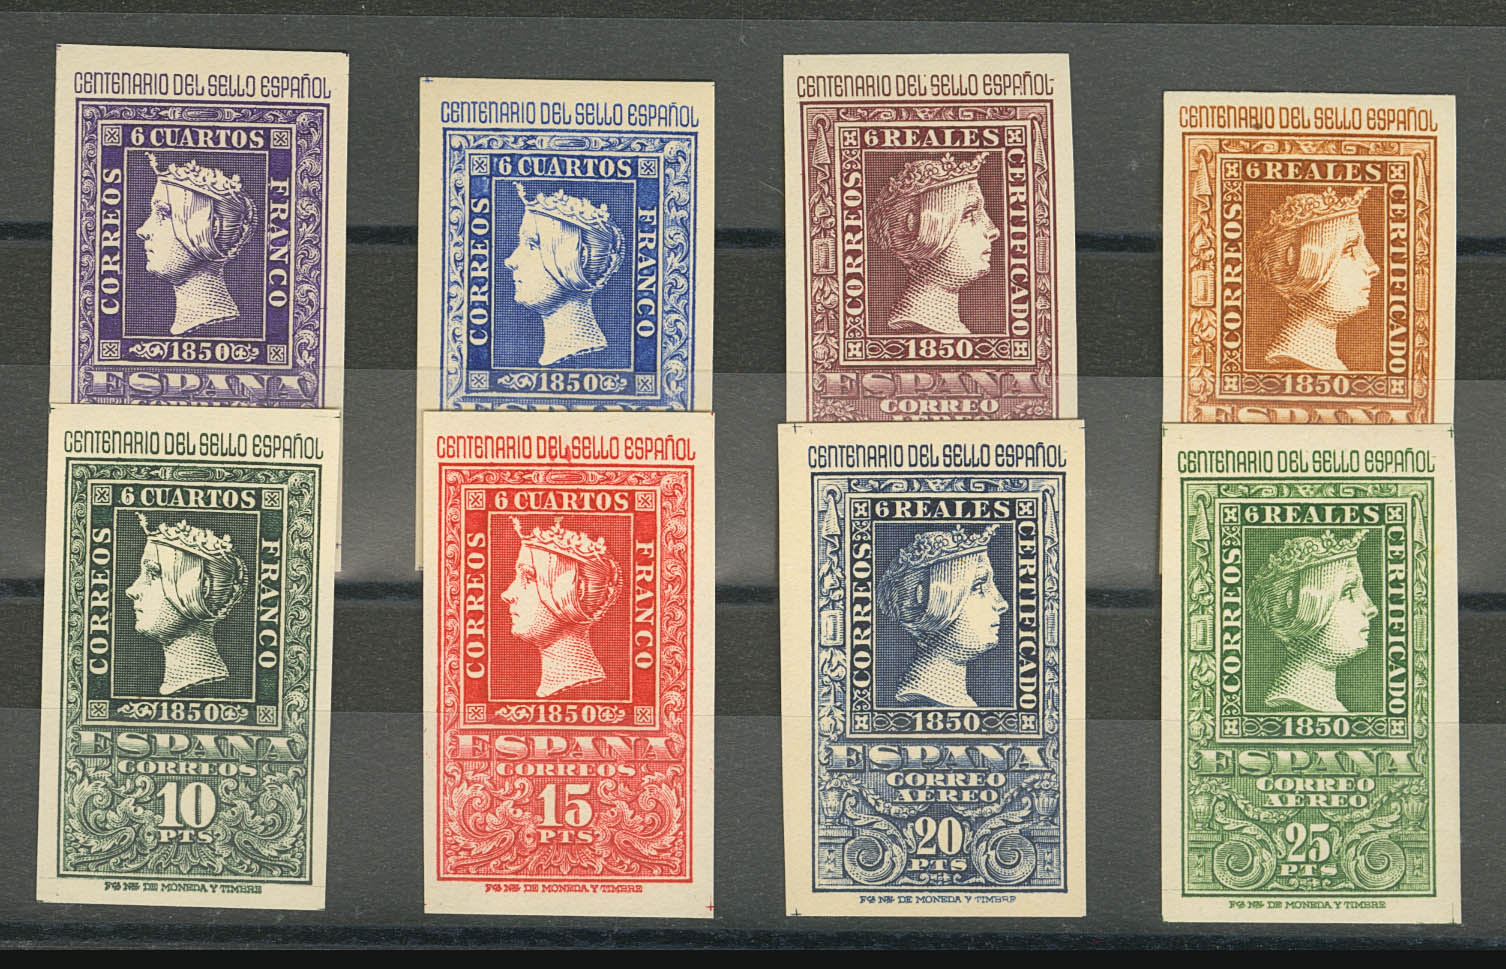 CENTENARIO DEL SELLO ESPAÑOL
6 CUARTOS
CORREOS
FRANCO
1850
ESPAÑA
CENTENARIO DEL SELLO ESPAÑOL
6 CUARTOS
CORREOS
FRANCO
1850
ESPAÑA
CENTENARIO DEL SELLO ESPAÑOL
6 REALES
CORREOS
CERTIFICADO
1850
ESPAÑA
CORREO
AEREO
CENTENARIO DEL SELLO ESPAÑOL
6 REALES
CORREOS
CERTIFICADO
1850
ESPAÑA
CENTENARIO DEL SELLO ESPAÑOL
6 CUARTOS
CORREOS
FRANCO
1850
ESPAÑA
CORREOS
10
PTS
FCA NAL DE MONEDA Y TIMBRE
CENTENARIO DEL SELLO ESPAÑOL
6 CUARTOS
CORREOS
FRANCO
1850
ESPAÑA
CORREOS
15
PTS
FCA NAL DE MONEDA Y TIMBRE
CENTENARIO DEL SELLO ESPAÑOL
6 REALES
CORREOS
CERTIFICADO
1850
ESPAÑA
CORREO
AEREO
20
PTS
FCA NAL DE MONEDA Y TIMBRE
CENTENARIO DEL SELLO ESPAÑOL
6 REALES
CORREOS
CERTIFICADO
1850
ESPAÑA
CORREO
AEREO
25
PTS
FCA NAL DE MONEDA Y TIMBRE